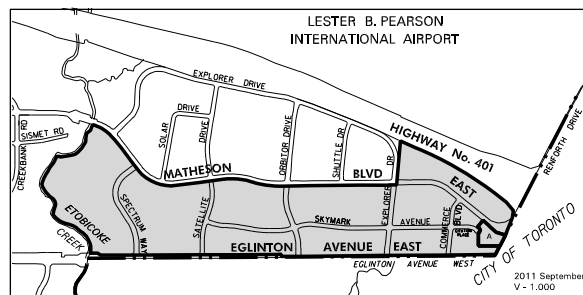 LESTER B. PEARSON
INTERNATIONAL AIRPORT
EXPLORER DRIVE
HIGHWAY No. 401
RENFORTH DRIVE
CREEKBANK RD
SISMET RD
SOLAR
DRIVE
DRIVE
ORBITOR DRIVE
SHUTTLE DR
DR
MATHESON
BLVD
EAST
ETOBICOKE
CREEK
SPECTRUM WAY
SATELLITE
SKYMARK
AVENUE
EXPLORER
COMMERCE
BLVD
A
EGLINTON
AVENUE
EAST
EGLINTON
AVENUE
WEST
CITY OF TORONTO
2011 September
V - 1.000